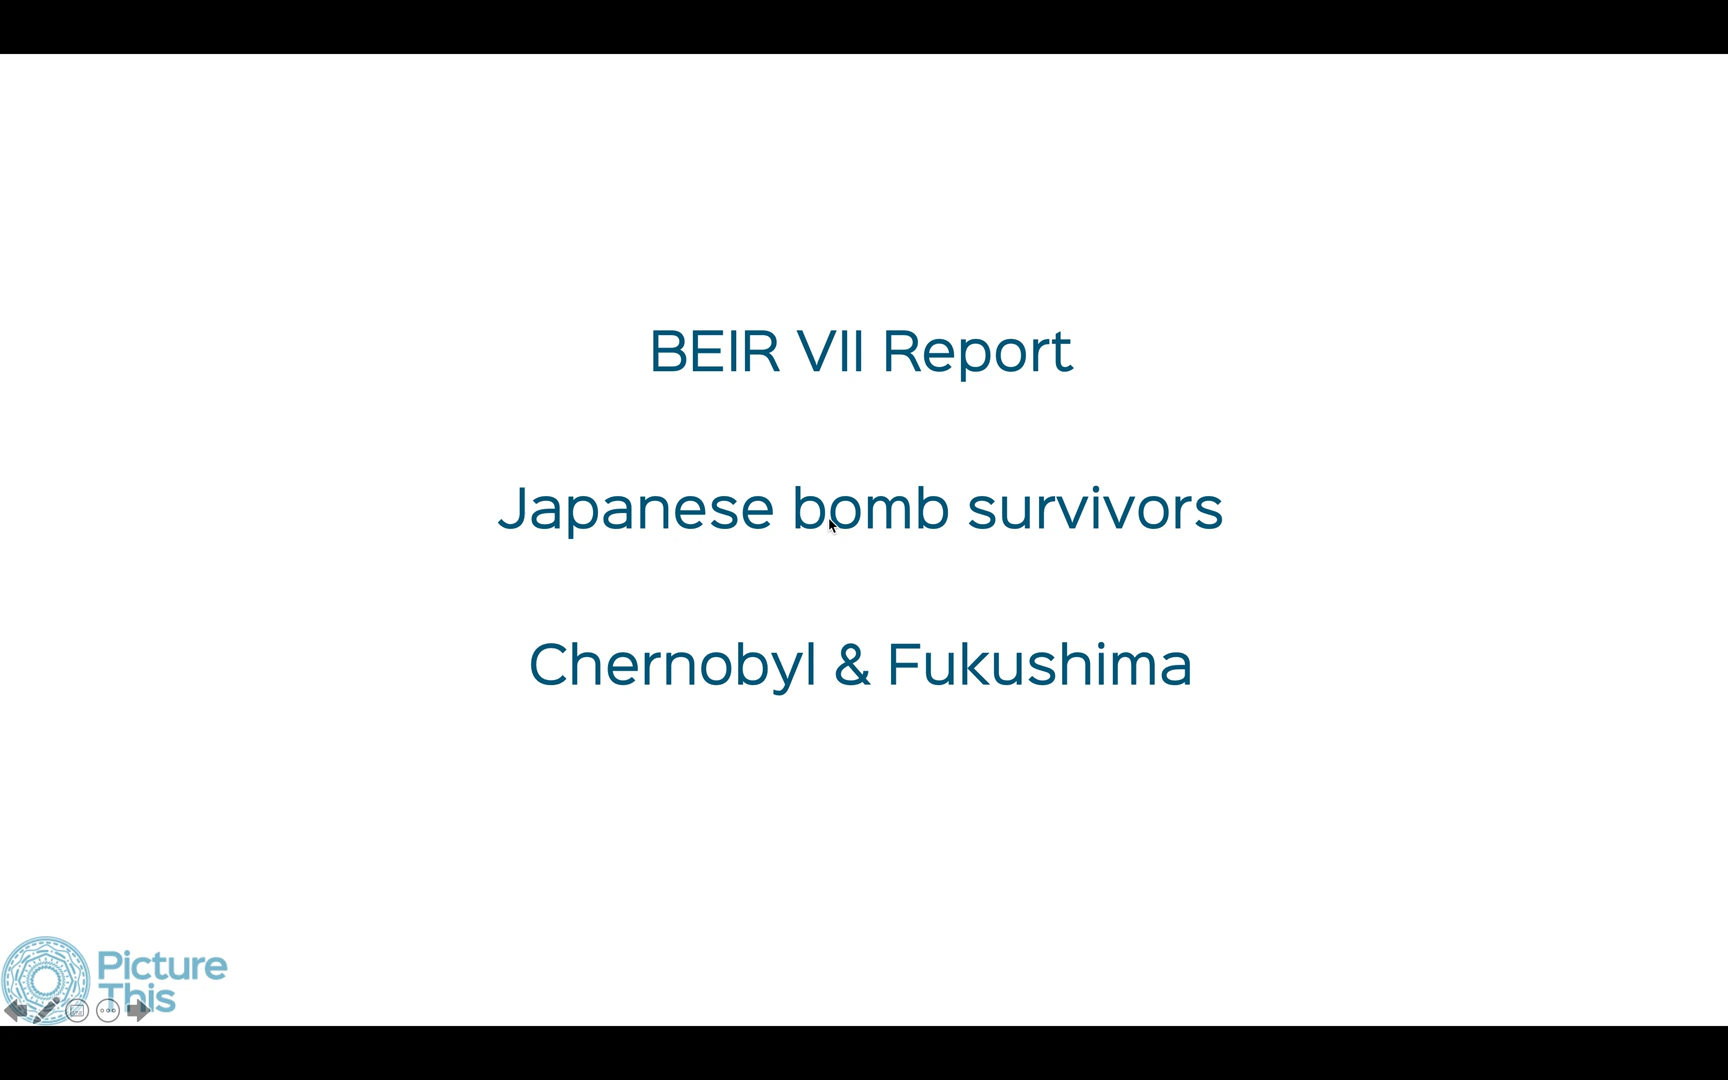 BEIR VII Report
Japanese bomb survivors
Chernobyl & Fukushima
Picture
This